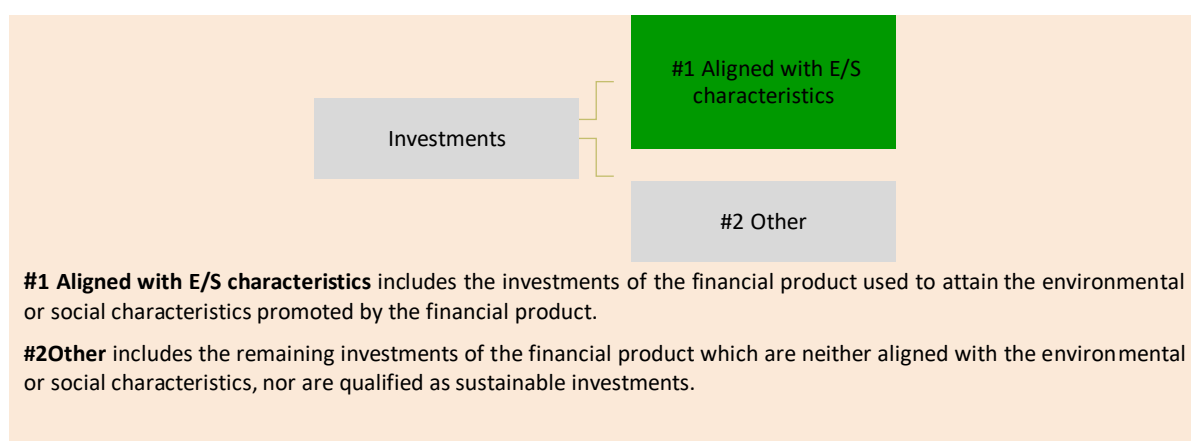 #1 Aligned with E/S
characteristics
Investments
#2 Other
#1 Aligned with E/S characteristics includes the investments of the financial product used to attain the environmental
or social characteristics promoted by the financial product.
#2Other includes the remaining investments of the financial product which are neither aligned with the environmental
or social characteristics, nor are qualified as sustainable investments.